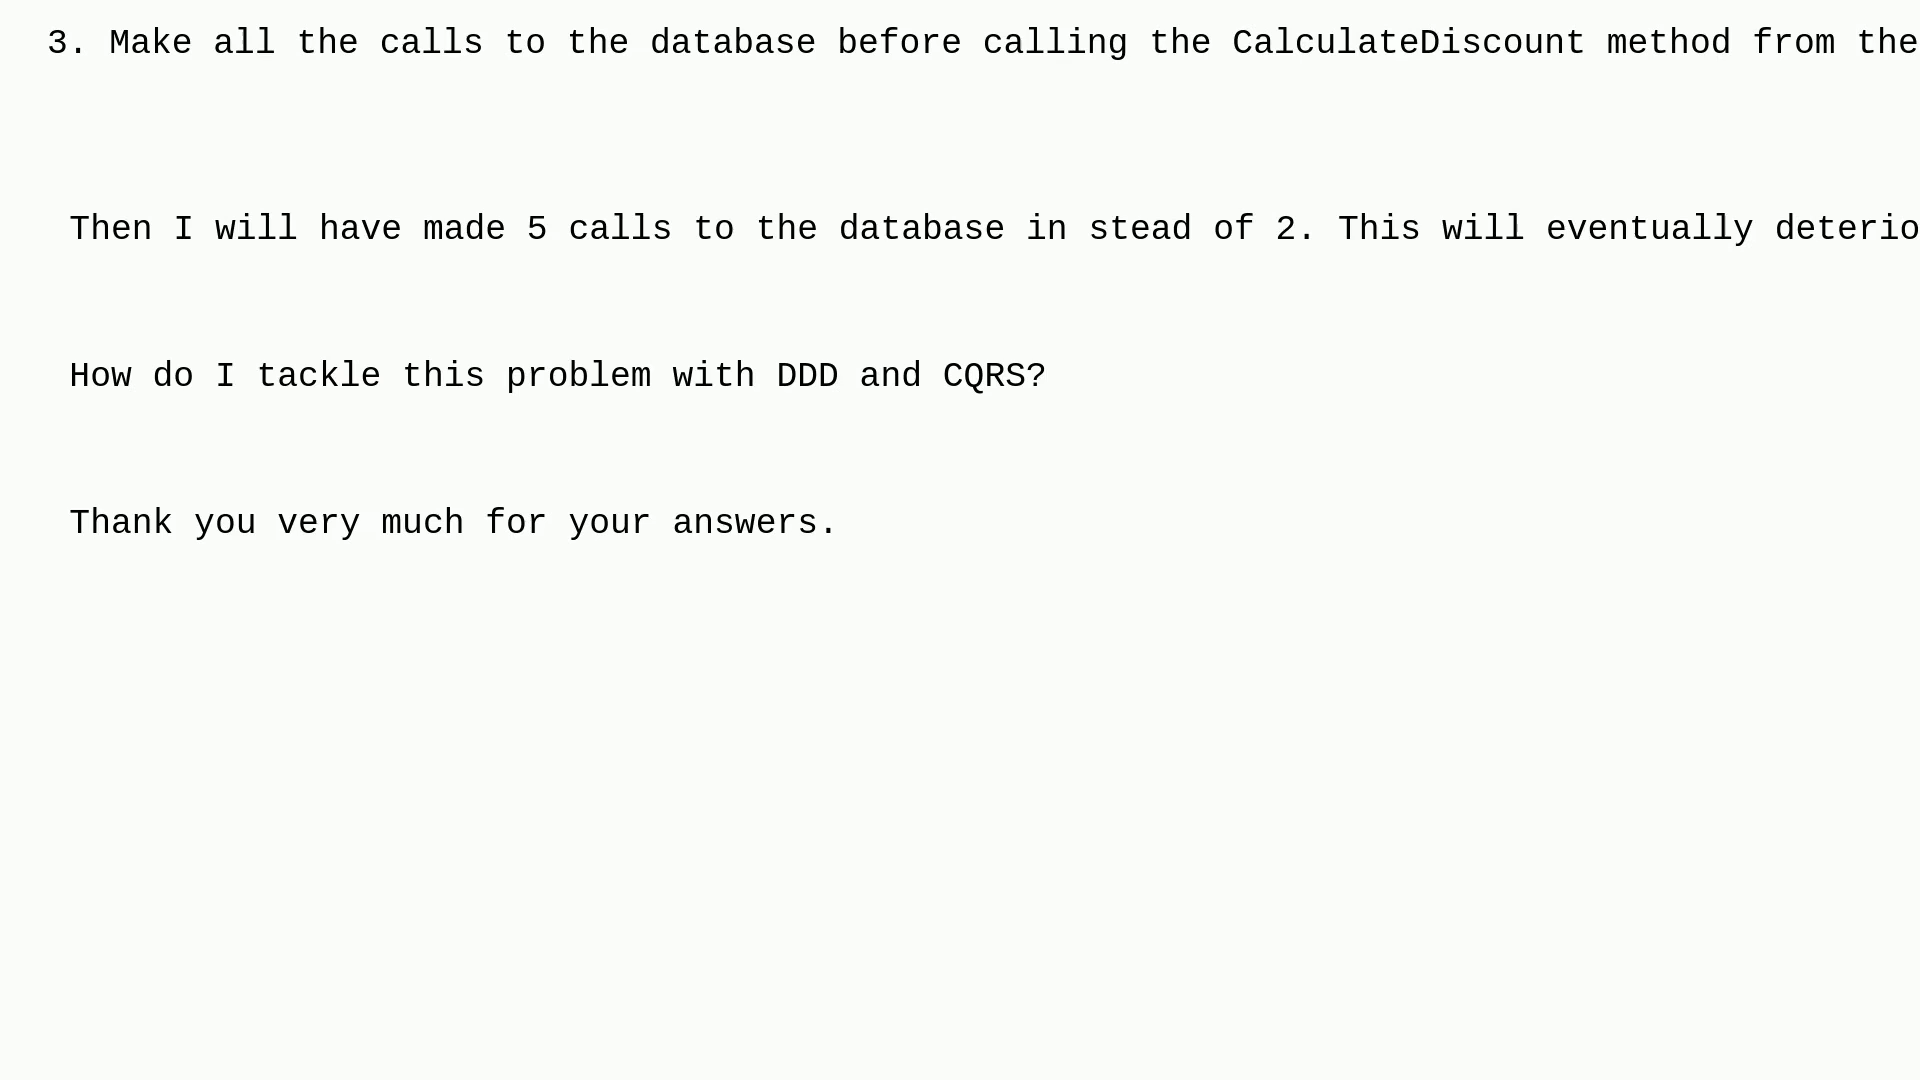 3. Make all the calls to the database before calling the CalculateDiscount method from the
Then I will have made 5 calls to the database in stead of 2. This will eventually deterio
How do I tackle this problem with DDD and CQRS?
Thank you very much for your answers.